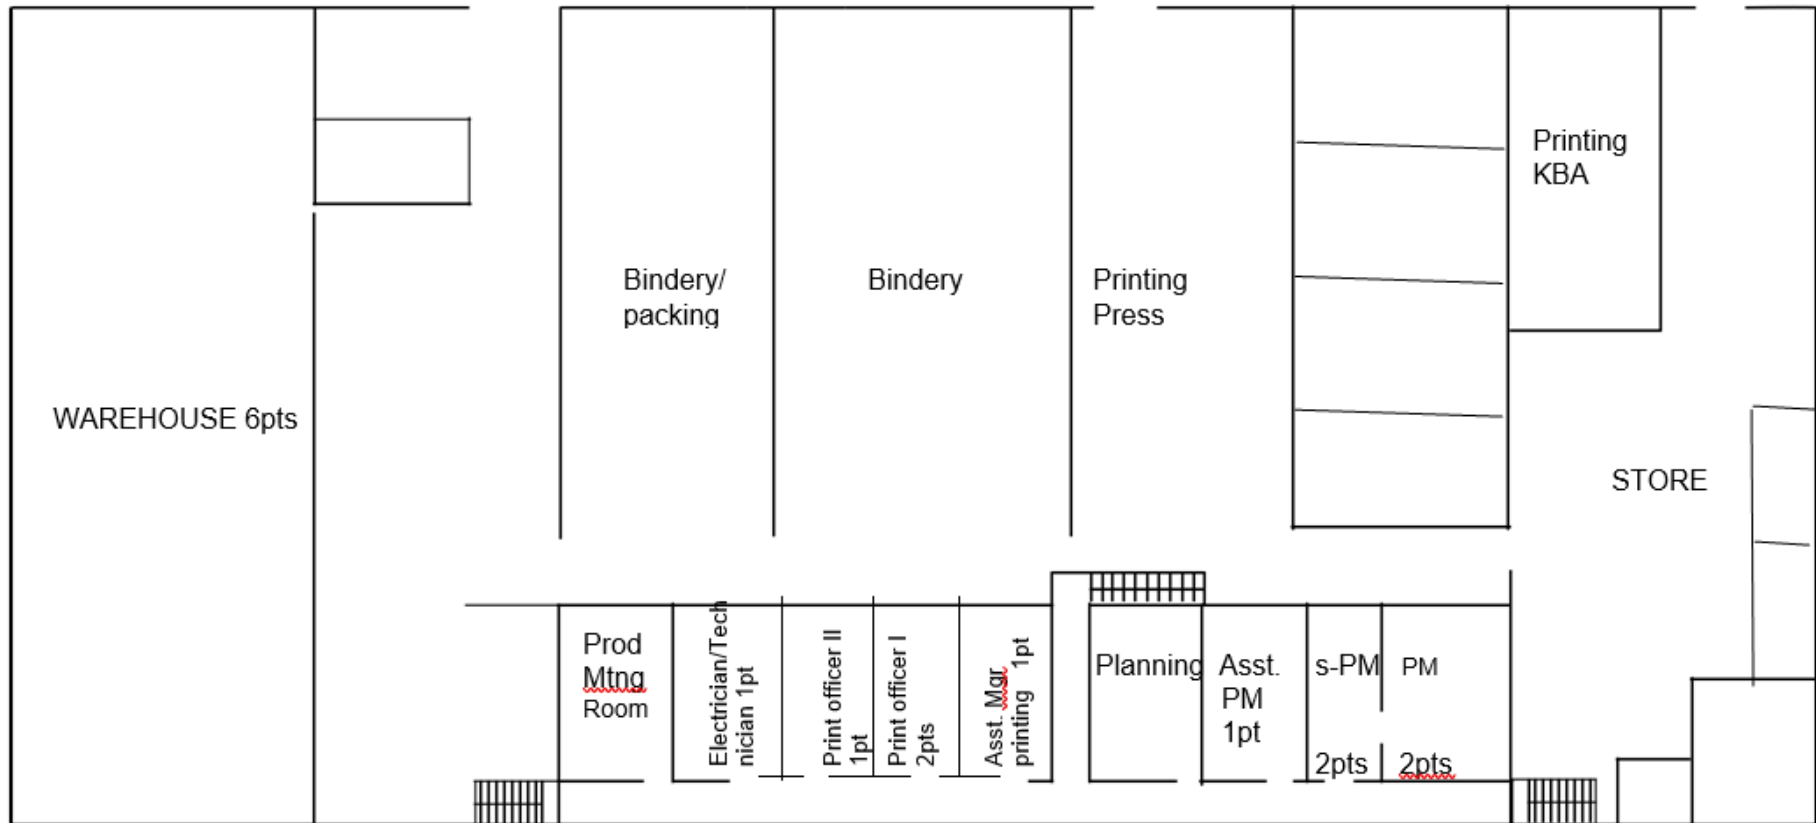 Printing
KBA
Bindery/
packing
Bindery
Printing
Press
WAREHOUSE 6pts
STORE
Prod
Mtng
Room
Electrician/Tech
nician 1pt
Print officer II
1pt
Print officer I
2pts
Asst. Mgr
printing 1pt
Planning
Asst.
PM
1pt
s-PM
2pts
PM
2pts